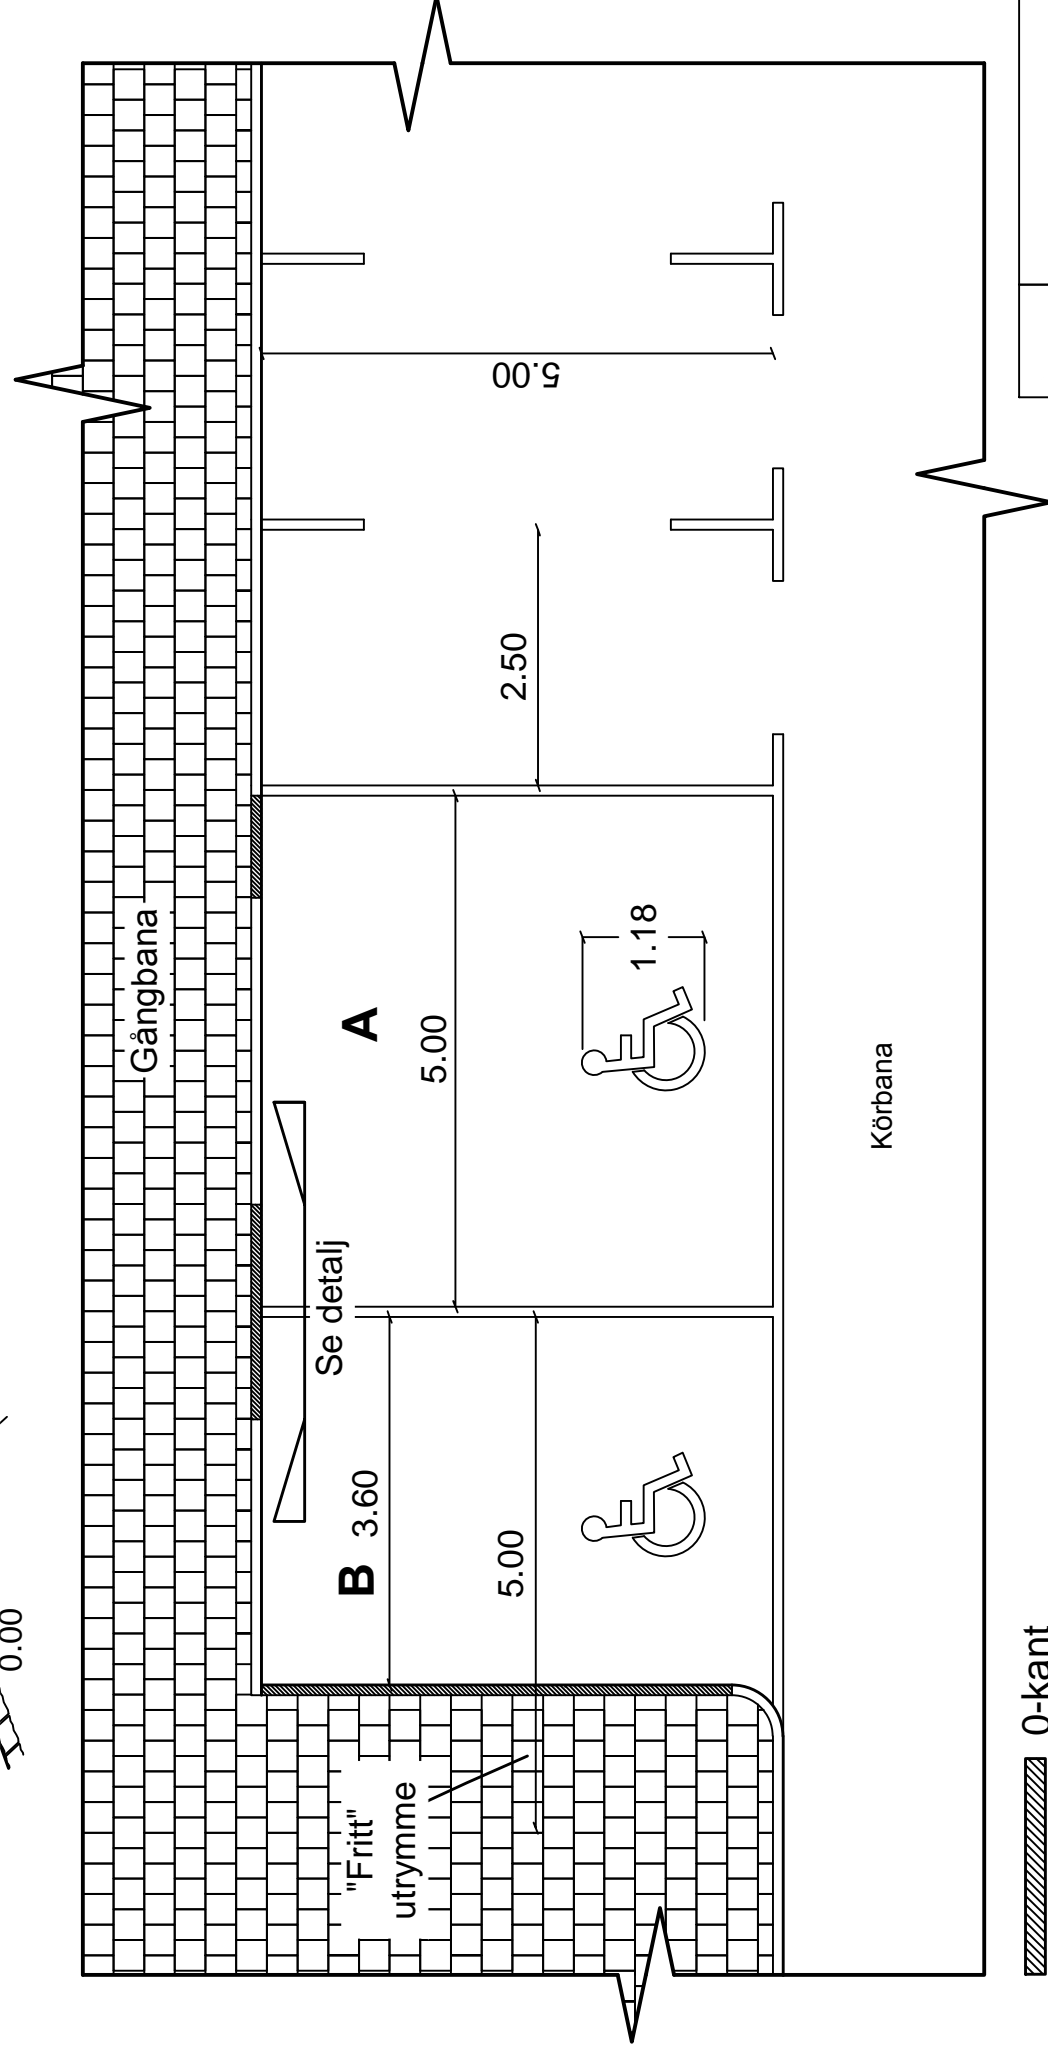 0.00
Gångbana
5.00
2.50
A
5.00
1.18
Se detalj
B
3.60
5.00
"Fritt"
utrymme
Körbana
0-kant